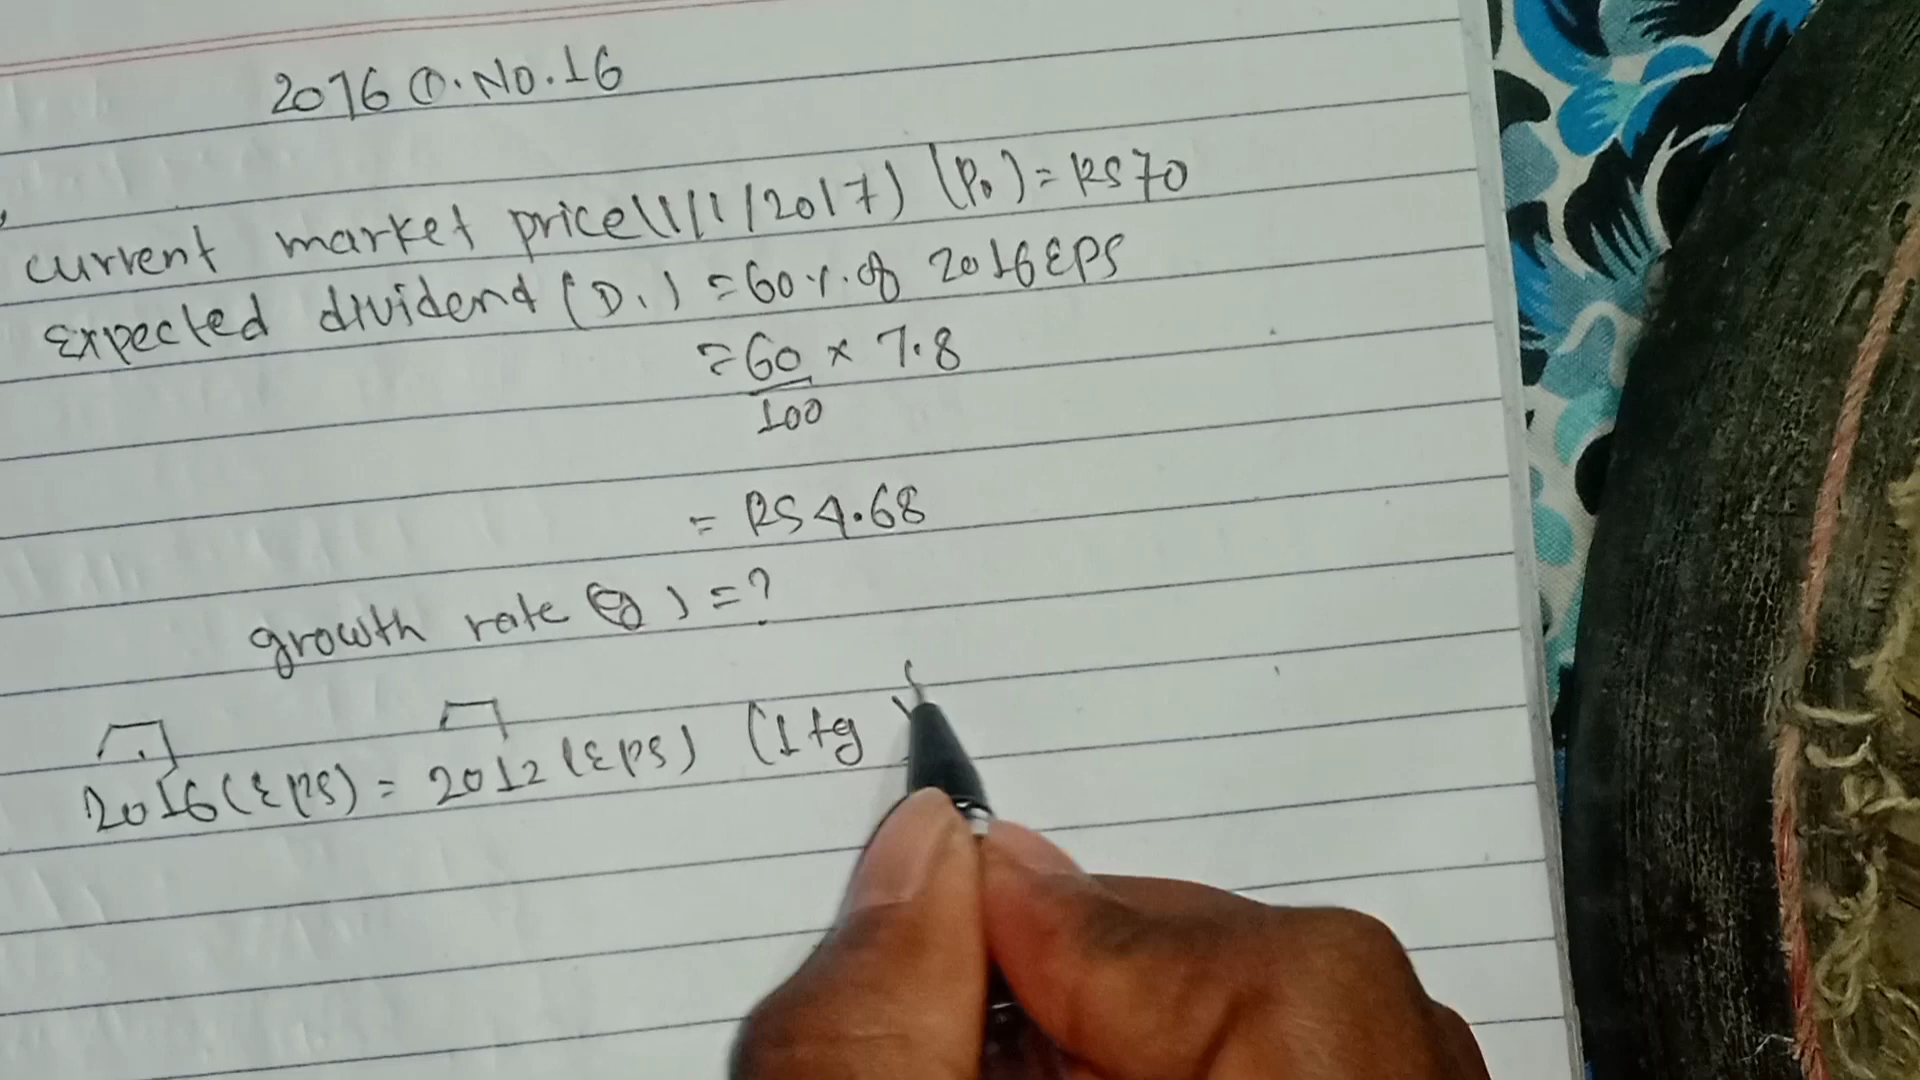 2076 Q.No.16
current market price(1/1/2017) (P₀) = RS 70
Expected dividend (D₁) = 60% of 2016 EPS
= 60 × 7.8
100
= RS 4.68
growth rate (g) = ?
2016 (EPS) = 2012 (EPS) (1+g)